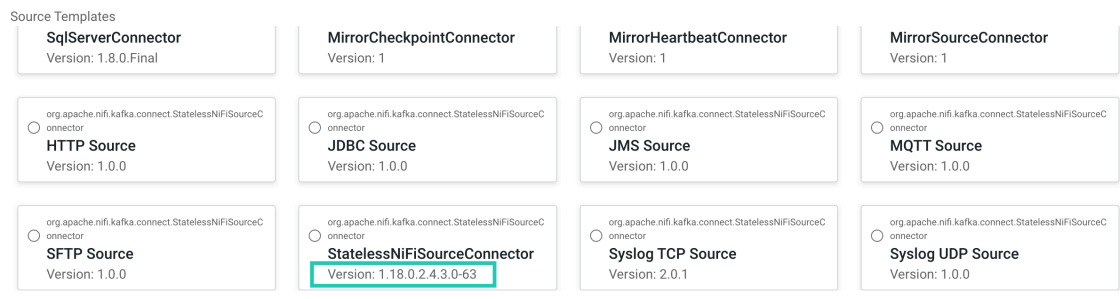 Source Templates
SqlServerConnector
Version: 1.8.0.Final
MirrorCheckpointConnector
Version: 1
MirrorHeartbeatConnector
Version: 1
MirrorSourceConnector
Version: 1
org.apache.nifi.kafka.connect.StatelessNiFiSourceC
onnector
HTTP Source
Version: 1.0.0
org.apache.nifi.kafka.connect.StatelessNiFiSourceC
onnector
JDBC Source
Version: 1.0.0
org.apache.nifi.kafka.connect.StatelessNiFiSourceC
onnector
JMS Source
Version: 1.0.0
org.apache.nifi.kafka.connect.StatelessNiFiSourceC
onnector
MQTT Source
Version: 1.0.0
org.apache.nifi.kafka.connect.StatelessNiFiSourceC
onnector
SFTP Source
Version: 1.0.0
org.apache.nifi.kafka.connect.StatelessNiFiSourceC
onnector
StatelessNiFiSourceConnector
Version: 1.18.0.2.4.3.0-63
org.apache.nifi.kafka.connect.StatelessNiFiSourceC
onnector
Syslog TCP Source
Version: 2.0.1
org.apache.nifi.kafka.connect.StatelessNiFiSourceC
onnector
Syslog UDP Source
Version: 1.0.0